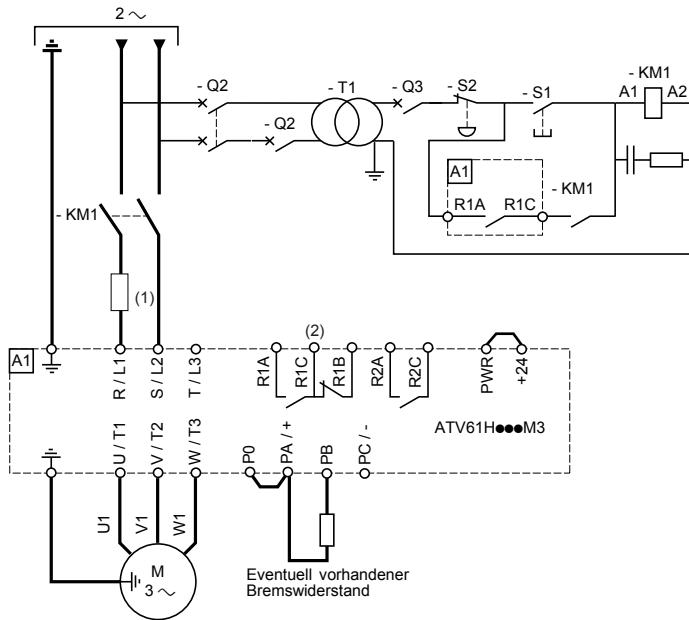 2 ~
- Q2
- T1
- Q3
- S2
- S1
- KM1
A1 A2
- Q2
A1
R1A R1C
- KM1
- KM1
(1)
(2)
A1
R / L1
S / L2
T / L3
R1A
R1C
R1B
R2A
R2C
PWR
+24
ATV61H●●●M3
U / T1
V / T2
W / T3
P0
PA / +
PB
PC / -
U1
V1
W1
M
3 ~
Eventuell vorhandener
Bremswiderstand